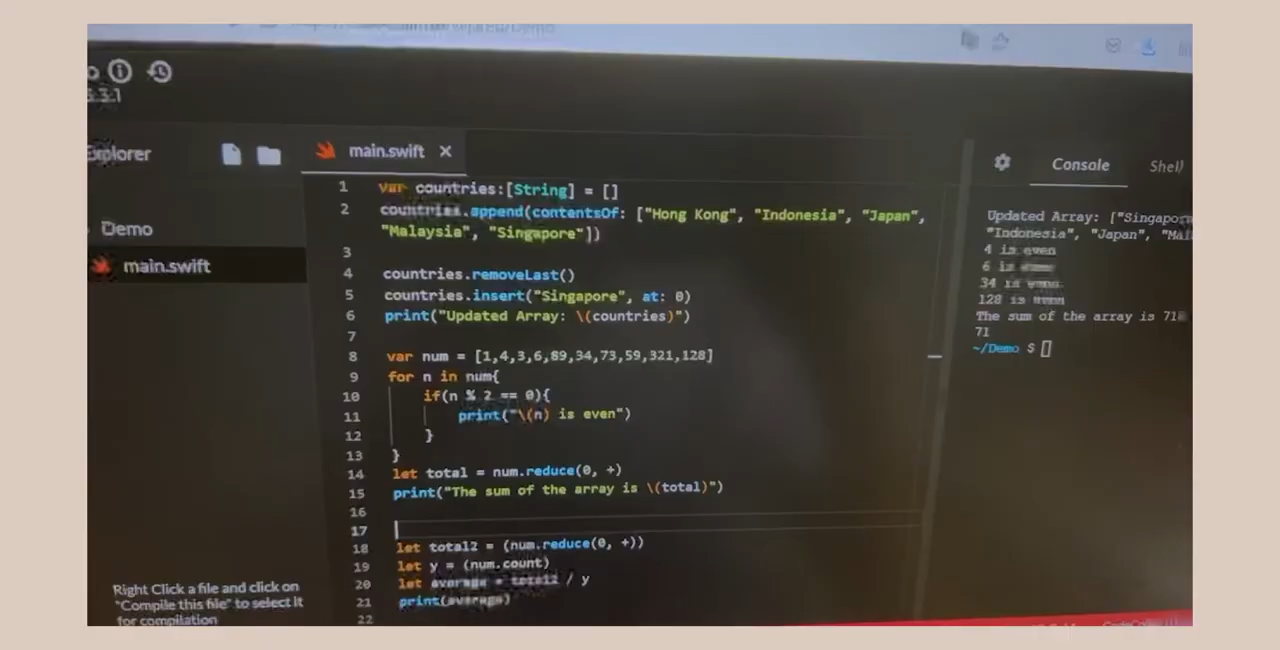 5.3.1
Explorer
Demo
main.swift
Right Click a file and click on
"Compile this file" to select it
for compilation
main.swift ×
1 var countries:[String] = []
2 countries.append(contentsOf: ["Hong Kong", "Indonesia", "Japan",
"Malaysia", "Singapore"])
3
4 countries.removeLast()
5 countries.insert("Singapore", at: 0)
6 print("Updated Array: \(countries)")
7
8 var num = [1,4,3,6,89,34,73,59,321,128]
9 for n in num{
10 if(n % 2 == 0){
11 print("\(n) is even")
12 }
13 }
14 let total = num.reduce(0, +)
15 print("The sum of the array is \(total)")
16
17
18 let total2 = (num.reduce(0, +))
19 let y = (num.count)
20 let average = total2 / y
21 print(average)
22
Console Shell
Updated Array: ["Singapor
"Indonesia", "Japan", "Mal
4 is even
6 is even
34 is even
128 is even
The sum of the array is 718
71
~/Demo $